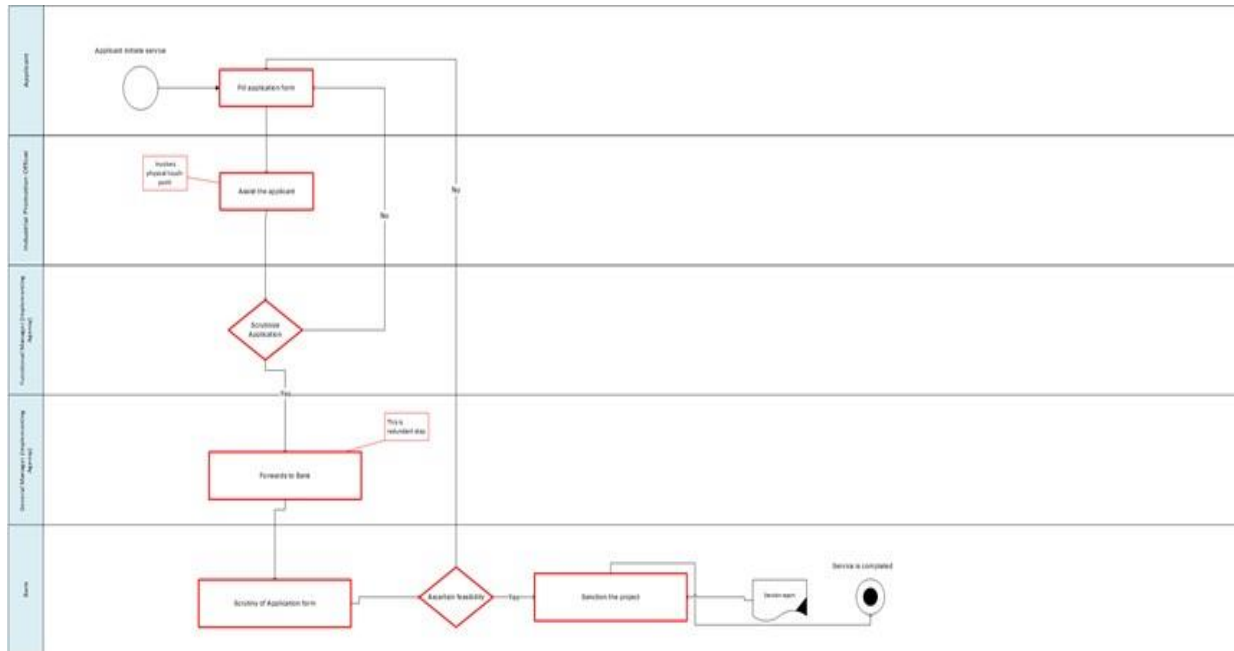 Applicant
Applicant initiate service
Fill application form
Industrial Promotion Officer
Involves
physical touch
point
Assist the applicant
No
No
Functional Manager (Implementing
Agency)
Scrutinize
Application
Yes
General Manager (Implementing
Agency)
This is
redundant step
Forwards to Bank
Bank
Scrutiny of Application form
Ascertain feasibility
Yes
Sanction the project
Service is completed